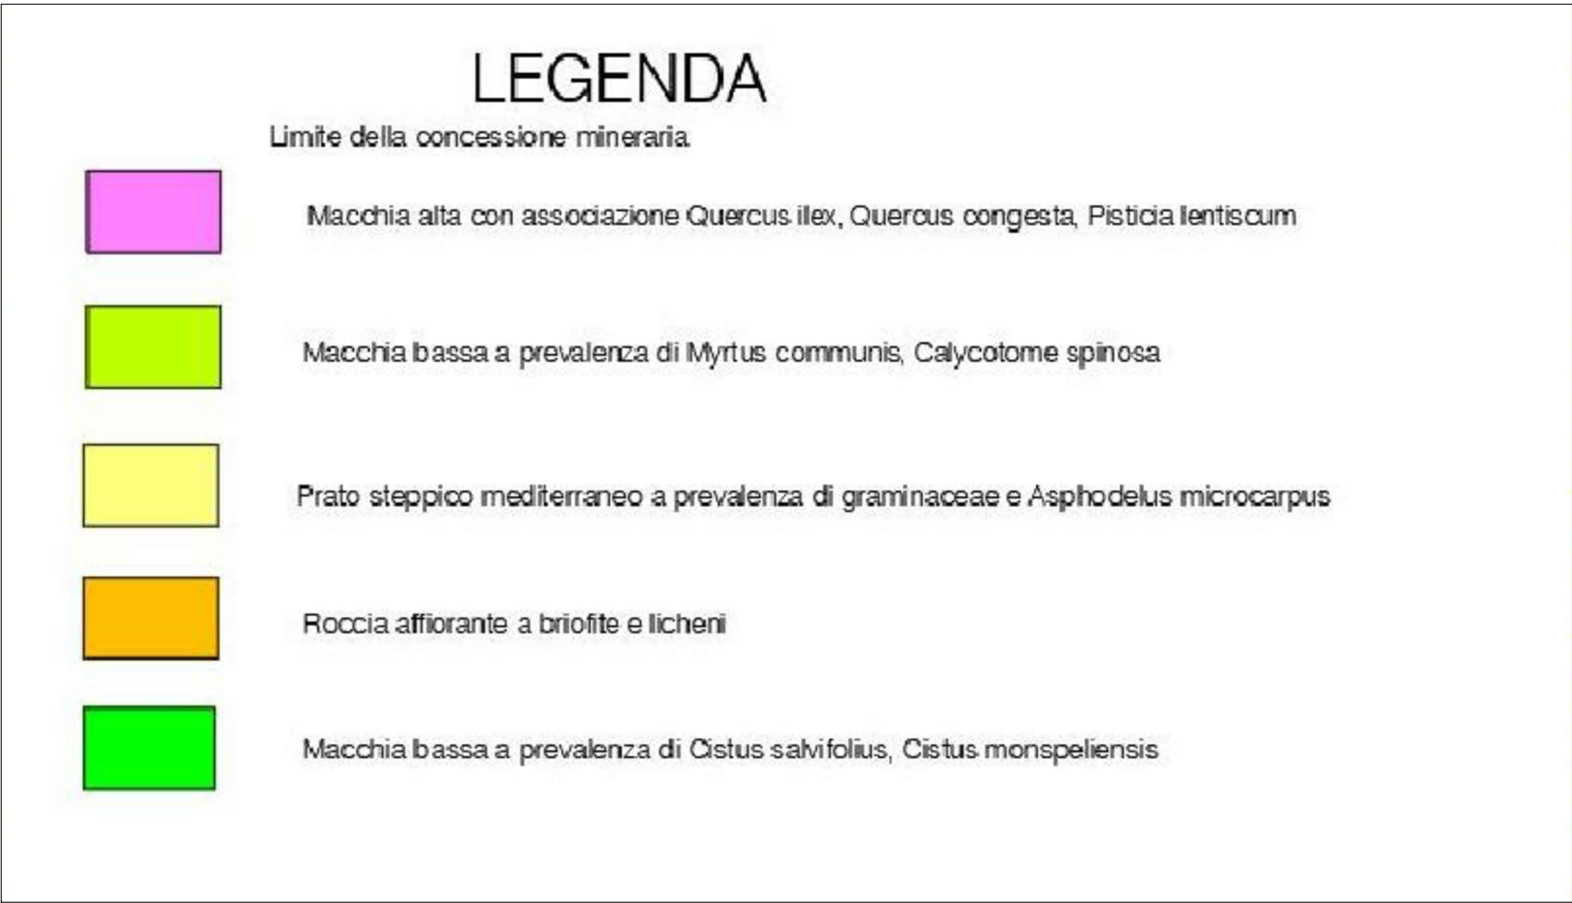 LEGENDA
Limite della concessione mineraria
Macchia alta con associazione Quercus ilex, Quercus congesta, Pisticia lentiscum
Macchia bassa a prevalenza di Myrtus communis, Calycotome spinosa
Prato steppico mediterraneo a prevalenza di graminaceae e Asphodelus microcarpus
Roccia affiorante a briofite e licheni
Macchia bassa a prevalenza di Cistus salvifolius, Cistus monspeliensis